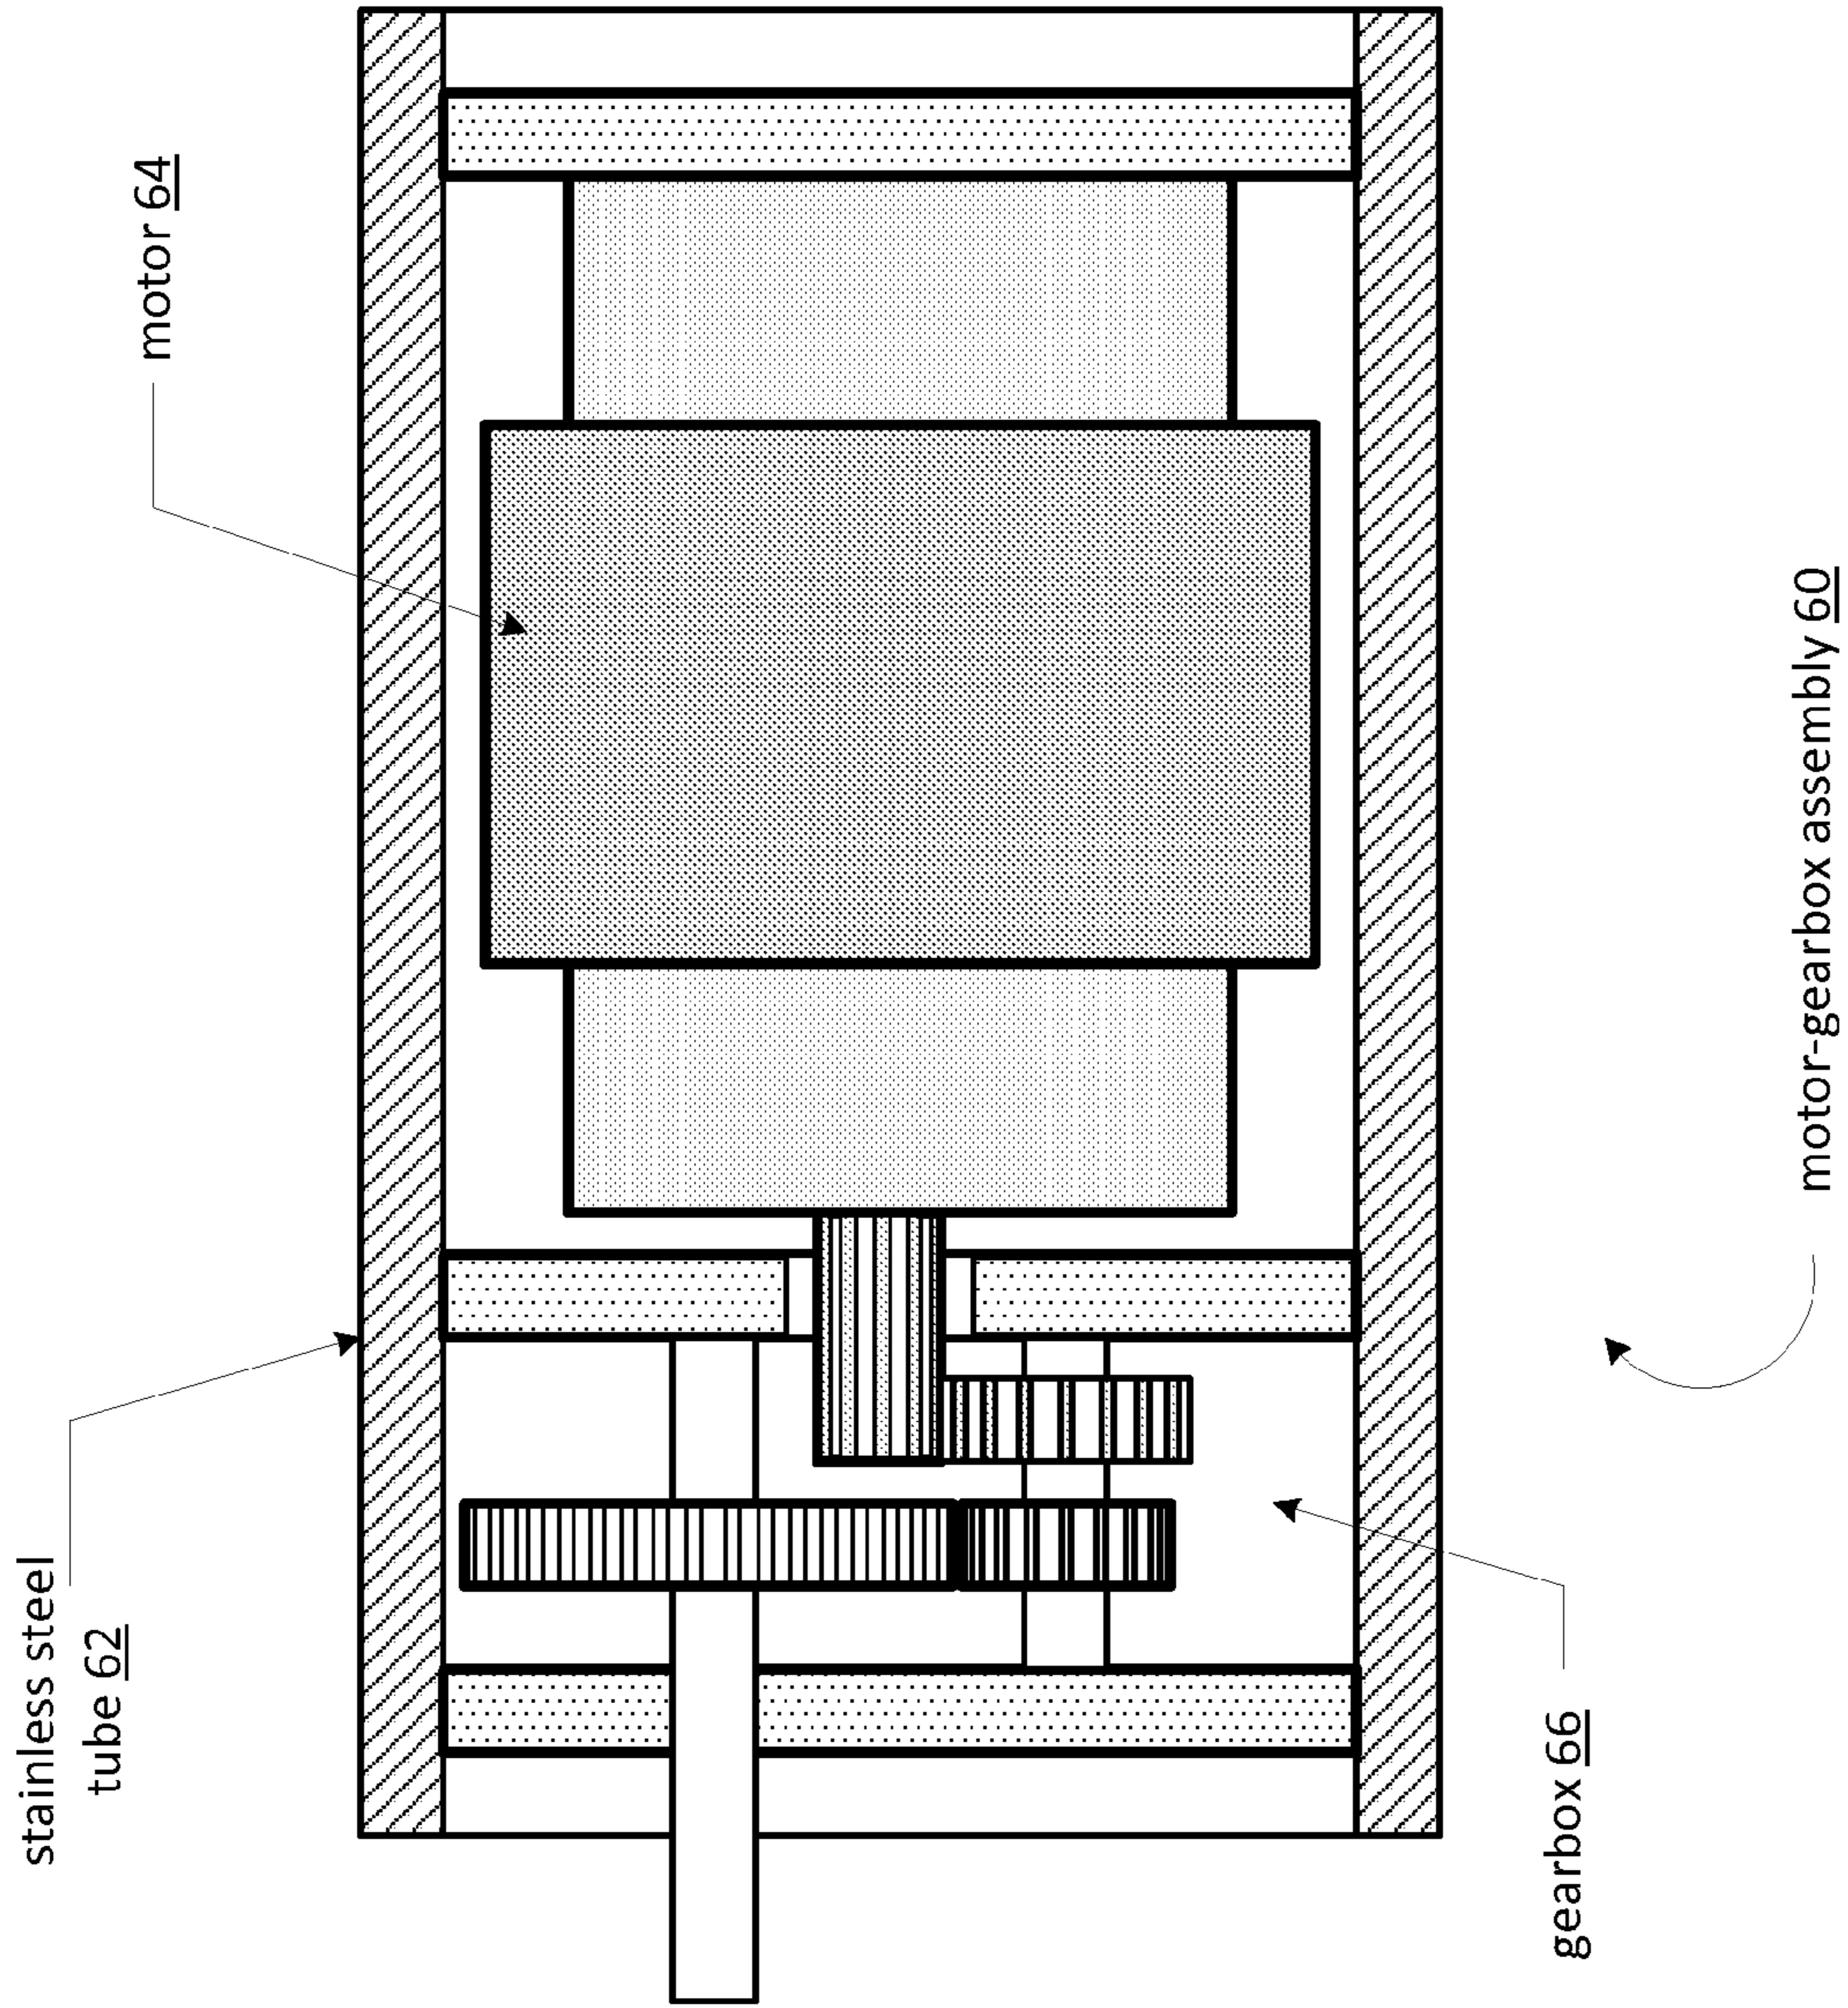 stainless steel
tube 62
motor 64
gearbox 66
motor-gearbox assembly 60